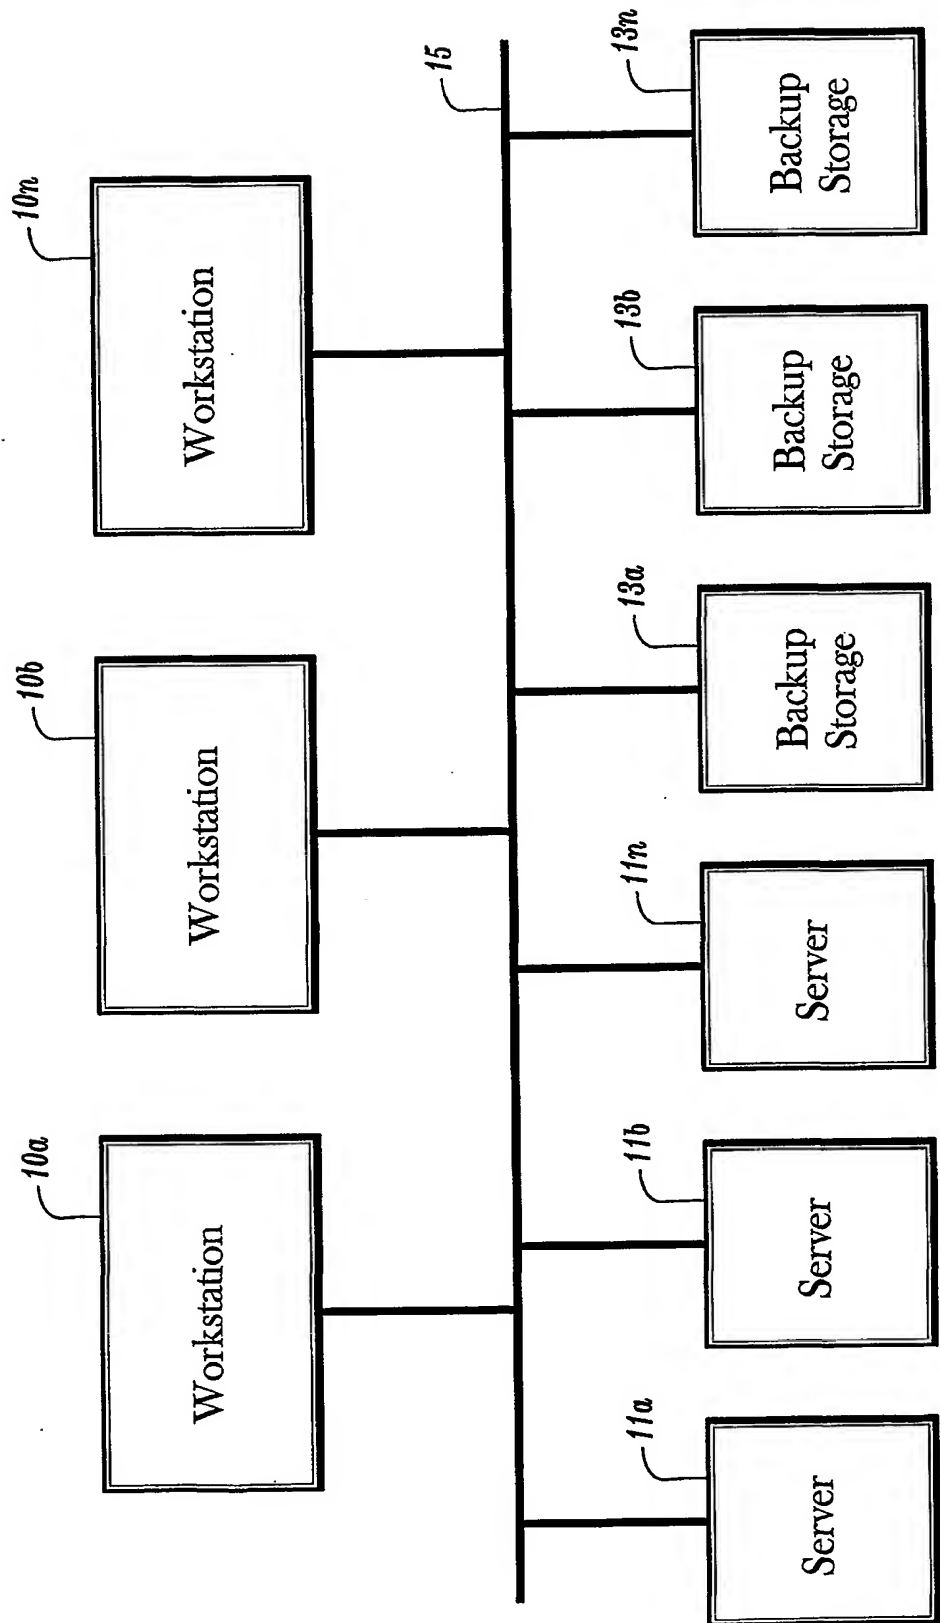 10a
10b
10n
Workstation
Workstation
Workstation
15
11a
11b
11n
13a
13b
13n
Server
Server
Server
Backup
Storage
Backup
Storage
Backup
Storage